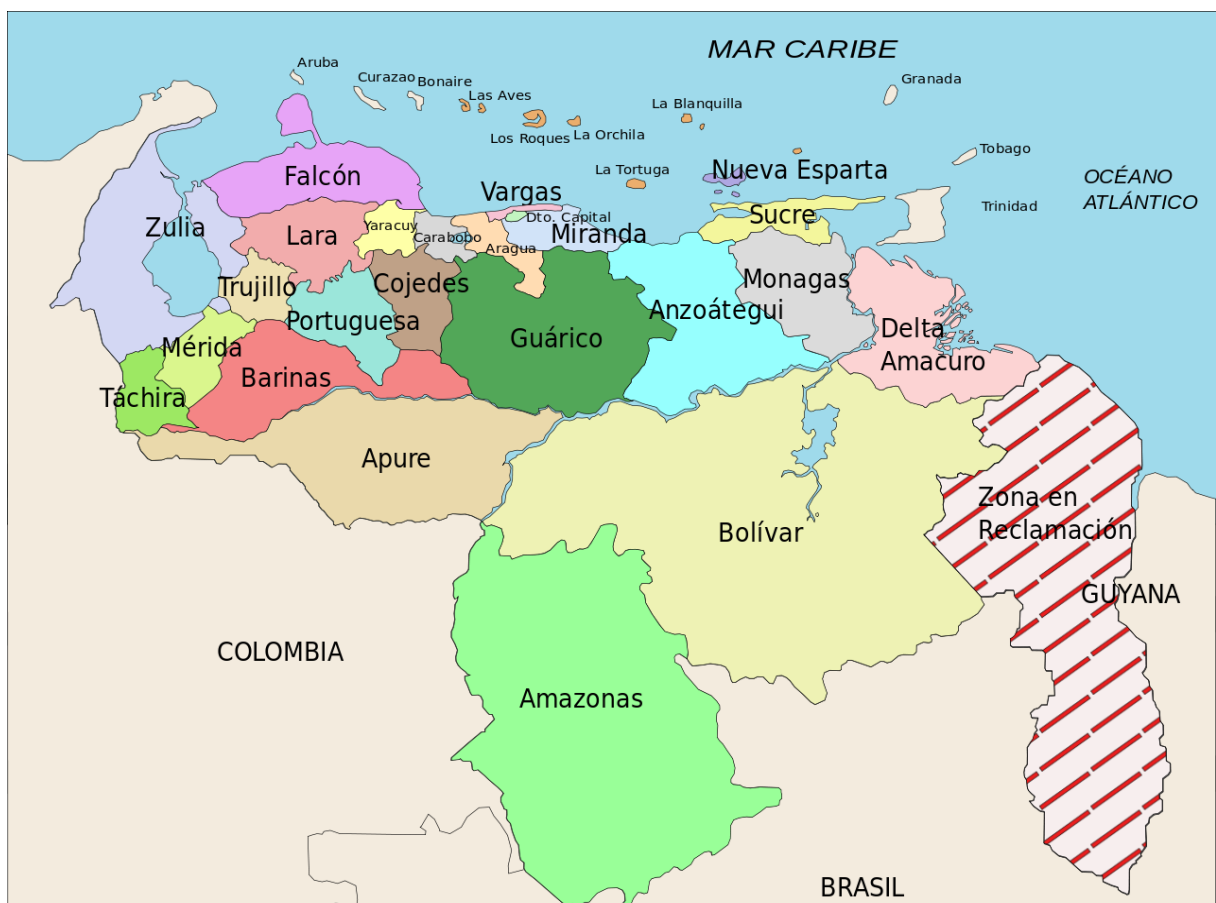 MAR CARIBE
Aruba
Curazao
Bonaire
Las Aves
Los Roques
La Orchila
La Blanquilla
Granada
La Tortuga
Nueva Esparta
Tobago
OCÉANO
ATLÁNTICO
Trinidad
Falcón
Vargas
Dto. Capital
Sucre
Zulia
Lara
Yaracuy
Carabobo
Aragua
Miranda
Trujillo
Cojedes
Monagas
Portuguesa
Guárico
Anzoátegui
Delta
Amacuro
Mérida
Barinas
Táchira
Apure
Zona en
Reclamación
Bolívar
GUYANA
COLOMBIA
Amazonas
BRASIL